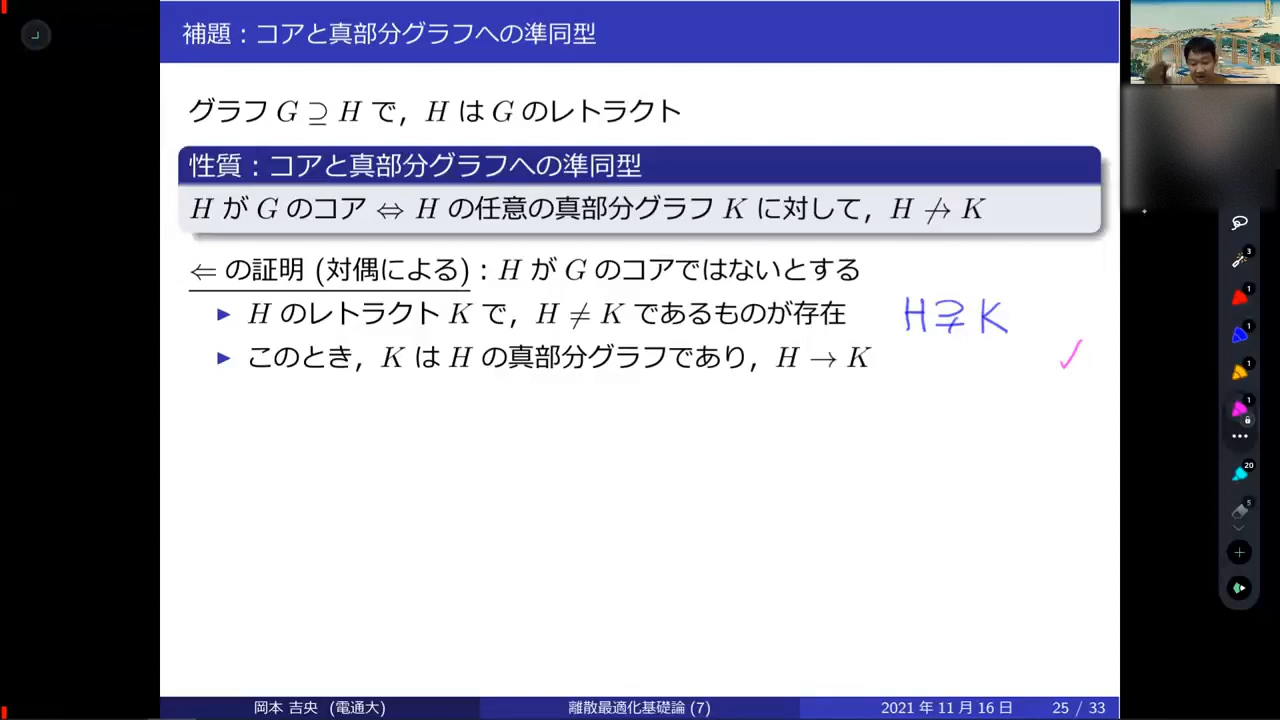 補題：コアと真部分グラフへの準同型
グラフ G ⊇ H で，H は G のレトラクト
性質：コアと真部分グラフへの準同型
H が G のコア ⇔ H の任意の真部分グラフ K に対して，H ↛ K
⇐ の証明 (対偶による)：H が G のコアではないとする
▶ H のレトラクト K で，H ≠ K であるものが存在 H ⊋ K
▶ このとき，K は H の真部分グラフであり，H → K ✓
岡本 吉央 (電通大) 離散最適化基礎論 (7) 2021 年 11 月 16 日 25 / 33
3
1
1
1
1
20
5